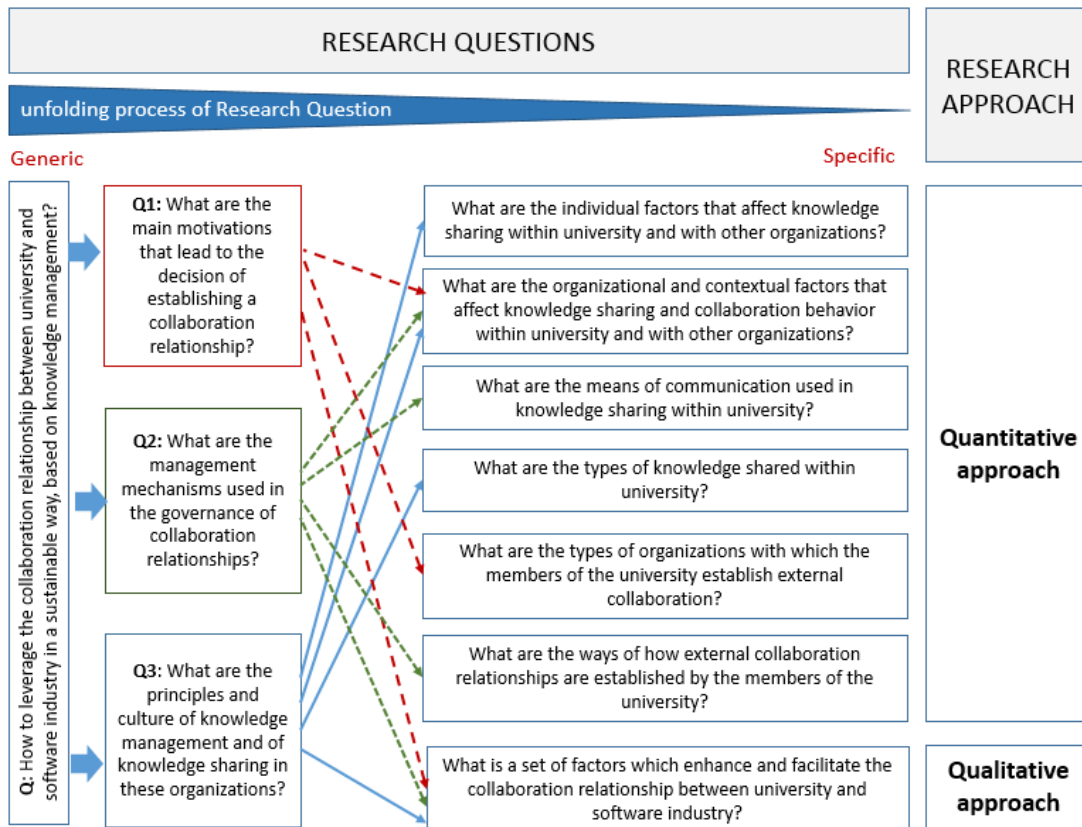 RESEARCH QUESTIONS
RESEARCH
APPROACH
unfolding process of Research Question
Generic
Specific
Q: How to leverage the collaboration relationship between university and
software industry in a sustainable way, based on knowledge management?
Q1: What are the
main motivations
that lead to the
decision of
establishing a
collaboration
relationship?
Q2: What are the
management
mechanisms used in
the governance of
collaboration
relationships?
Q3: What are the
principles and
culture of knowledge
management and of
knowledge sharing in
these organizations?
What are the individual factors that affect knowledge
sharing within university and with other organizations?
What are the organizational and contextual factors that
affect knowledge sharing and collaboration behavior
within university and with other organizations?
What are the means of communication used in
knowledge sharing within university?
What are the types of knowledge shared within
university?
What are the types of organizations with which the
members of the university establish external
collaboration?
What are the ways of how external collaboration
relationships are established by the members of the
university?
What is a set of factors which enhance and facilitate the
collaboration relationship between university and
software industry?
Quantitative
approach
Qualitative
approach